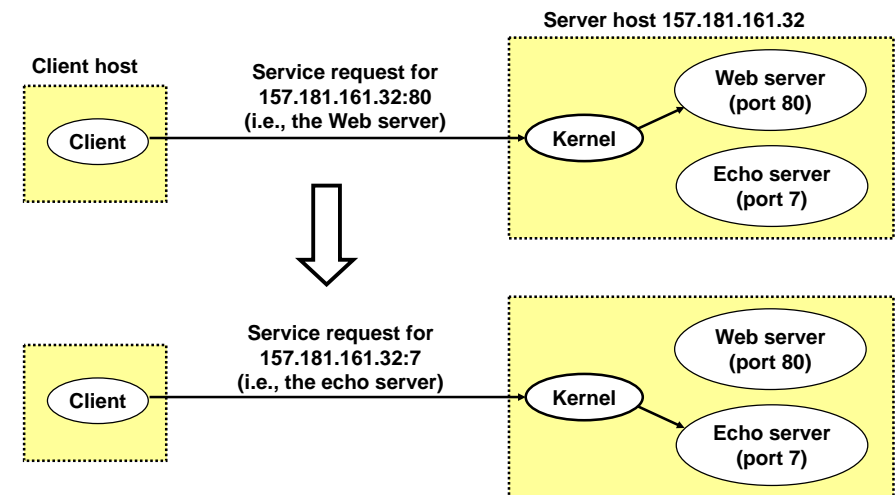 Server host 157.181.161.32
Client host
Service request for
157.181.161.32:80
(i.e., the Web server)
Client
Kernel
Web server
(port 80)
Echo server
(port 7)
Service request for
157.181.161.32:7
(i.e., the echo server)
Client
Kernel
Web server
(port 80)
Echo server
(port 7)